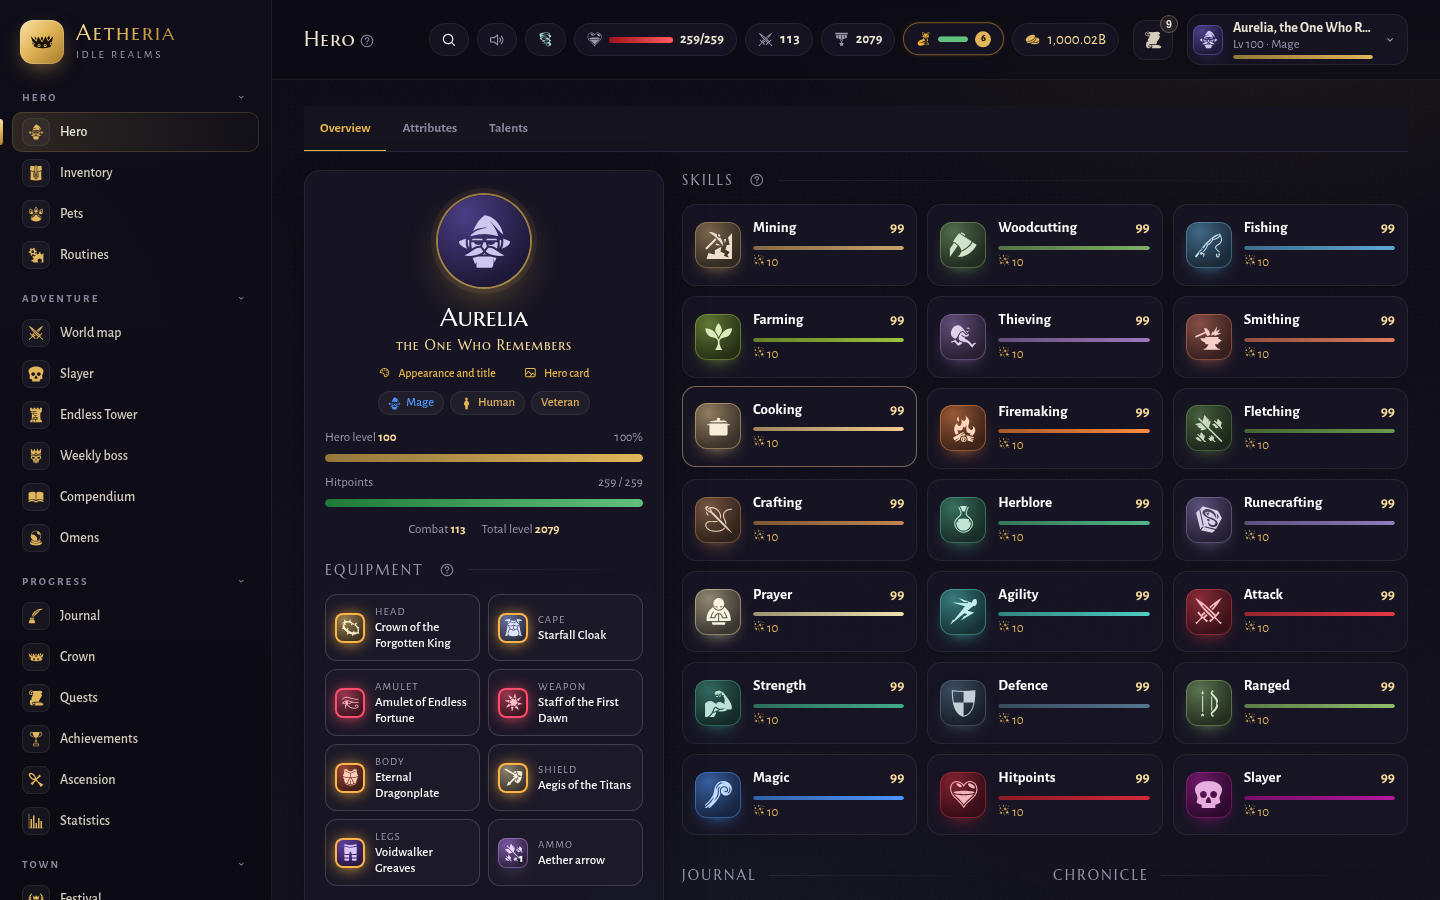 AETHERIA
IDLE REALMS
HERO
Hero
Inventory
Pets
Routines
ADVENTURE
World map
Slayer
Endless Tower
Weekly boss
Compendium
Omens
PROGRESS
Journal
Crown
Quests
Achievements
Ascension
Statistics
TOWN
Festival
HERO
259/259
113
2079
6
1,000.02B
9
Aurelia, the One Who R...
Lv 100 · Mage
Overview
Attributes
Talents
AURELIA
THE ONE WHO REMEMBERS
Appearance and title
Hero card
Mage
Human
Veteran
Hero level 100
100%
Hitpoints
259 / 259
Combat 113
Total level 2079
EQUIPMENT
HEAD
Crown of the
Forgotten King
CAPE
Starfall Cloak
AMULET
Amulet of Endless
Fortune
WEAPON
Staff of the First
Dawn
BODY
Eternal
Dragonplate
SHIELD
Aegis of the Titans
LEGS
Voidwalker
Greaves
AMMO
Aether arrow
SKILLS
Mining 99
10
Woodcutting 99
10
Fishing 99
10
Farming 99
10
Thieving 99
10
Smithing 99
10
Cooking 99
10
Firemaking 99
10
Fletching 99
10
Crafting 99
10
Herblore 99
10
Runecrafting 99
10
Prayer 99
10
Agility 99
10
Attack 99
10
Strength 99
10
Defence 99
10
Ranged 99
10
Magic 99
10
Hitpoints 99
10
Slayer 99
10
JOURNAL
CHRONICLE